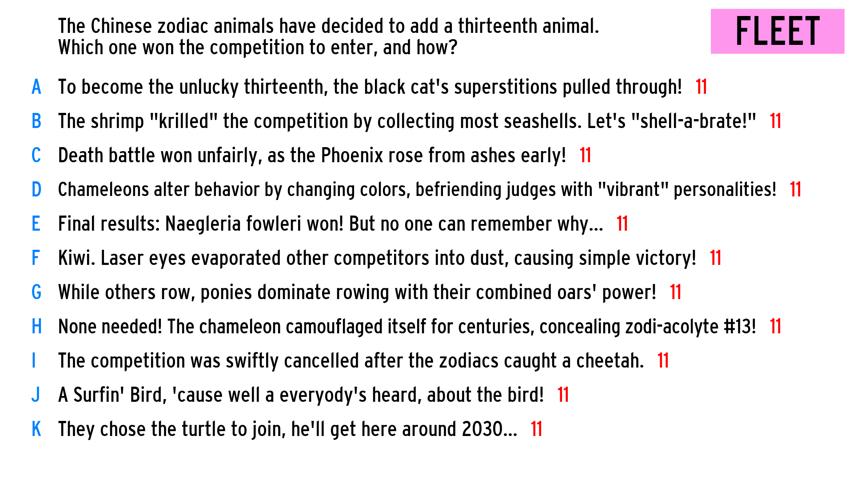 The Chinese zodiac animals have decided to add a thirteenth animal.
Which one won the competition to enter, and how?
FLEET
A To become the unlucky thirteenth, the black cat's superstitions pulled through! 11
B The shrimp "krilled" the competition by collecting most seashells. Let's "shell-a-brate!" 11
C Death battle won unfairly, as the Phoenix rose from ashes early! 11
D Chameleons alter behavior by changing colors, befriending judges with "vibrant" personalities! 11
E Final results: Naegleria fowleri won! But no one can remember why... 11
F Kiwi. Laser eyes evaporated other competitors into dust, causing simple victory! 11
G While others row, ponies dominate rowing with their combined oars' power! 11
H None needed! The chameleon camouflaged itself for centuries, concealing zodi-acolyte #13! 11
I The competition was swiftly cancelled after the zodiacs caught a cheetah. 11
J A Surfin' Bird, 'cause well a everyody's heard, about the bird! 11
K They chose the turtle to join, he'll get here around 2030... 11